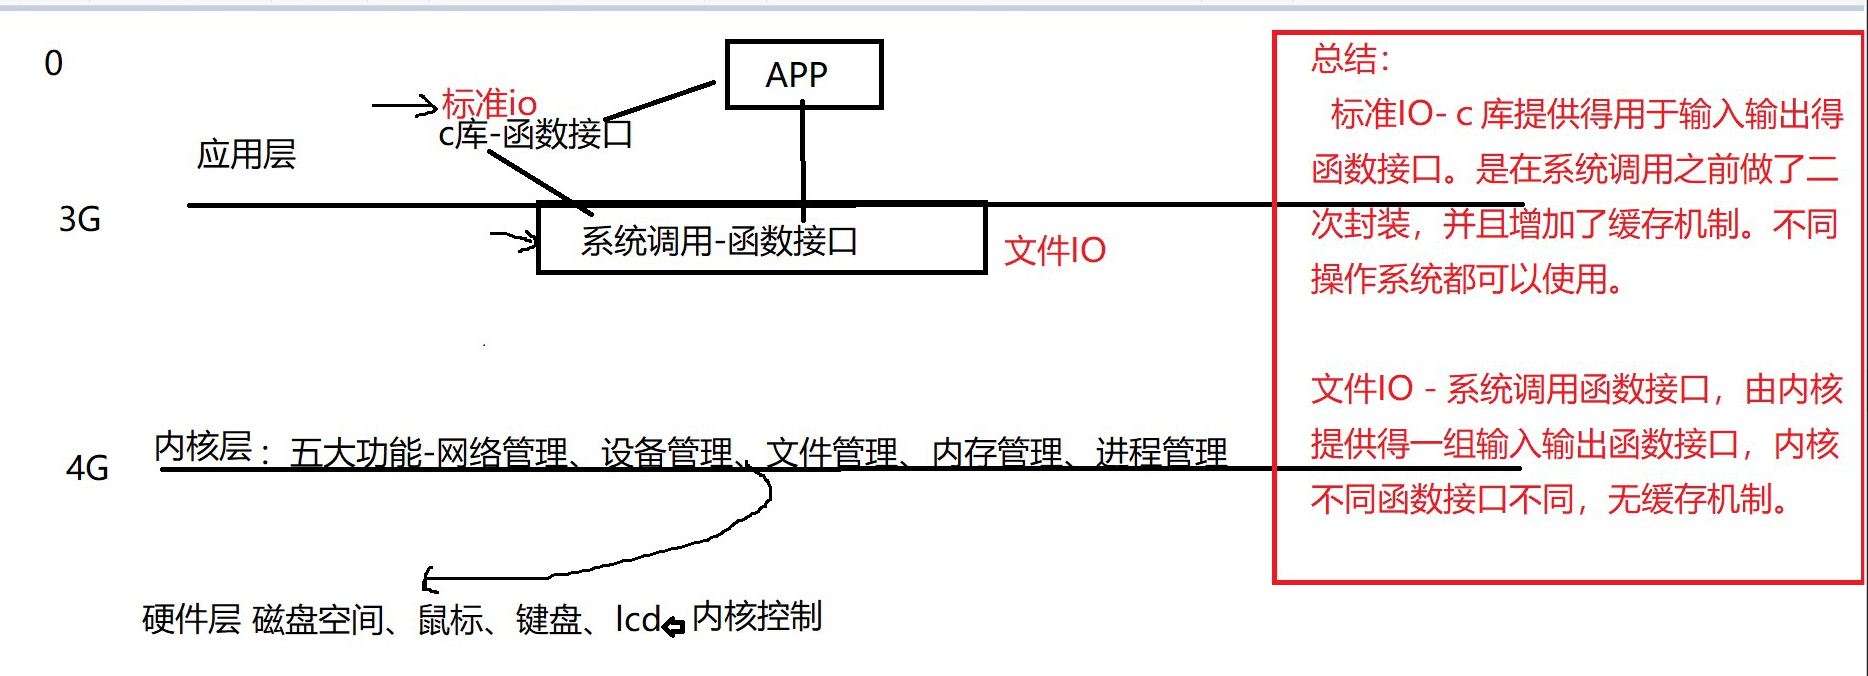 0
APP
标准io
c库-函数接口
应用层
3G
系统调用-函数接口
文件IO
内核层：五大功能-网络管理、设备管理、文件管理、内存管理、进程管理
4G
硬件层 磁盘空间、鼠标、键盘、lcd 内核控制
总结：
标准IO- c 库提供得用于输入输出得
函数接口。是在系统调用之前做了二
次封装，并且增加了缓存机制。不同
操作系统都可以使用。
文件IO - 系统调用函数接口，由内核
提供得一组输入输出函数接口，内核
不同函数接口不同，无缓存机制。